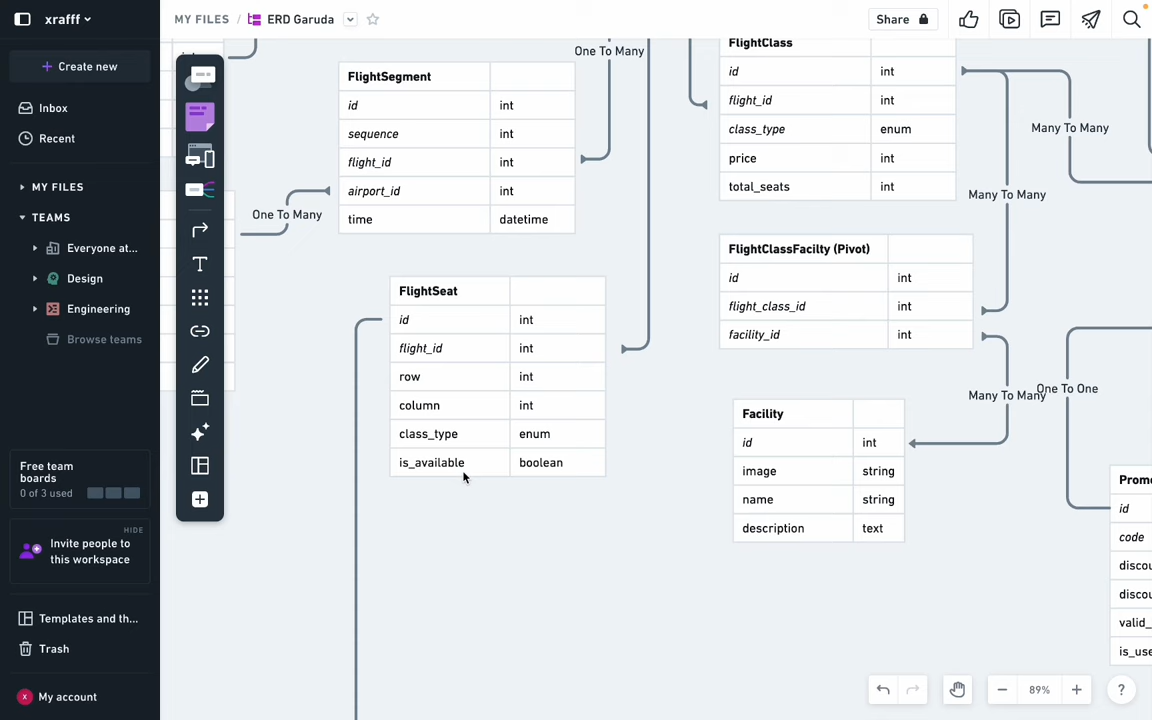 xrafff
MY FILES / ERD Garuda
Share
Create new
Inbox
Recent
MY FILES
TEAMS
Everyone at...
Design
Engineering
Browse teams
Free team
boards
0 of 3 used
HIDE
Invite people to
this workspace
Templates and th...
Trash
x
My account
One To Many
FlightSegment
id int
sequence int
flight_id int
airport_id int
time datetime
One To Many
FlightSeat
id int
flight_id int
row int
column int
class_type enum
is_available boolean
FlightClass
id int
flight_id int
class_type enum
price int
total_seats int
Many To Many
Many To Many
FlightClassFacilty (Pivot)
id int
flight_class_id int
facility_id int
Many To Many
One To One
Facility
id int
image string
name string
description text
Promo
id
code
discou
discou
valid_
is_use
89%
?